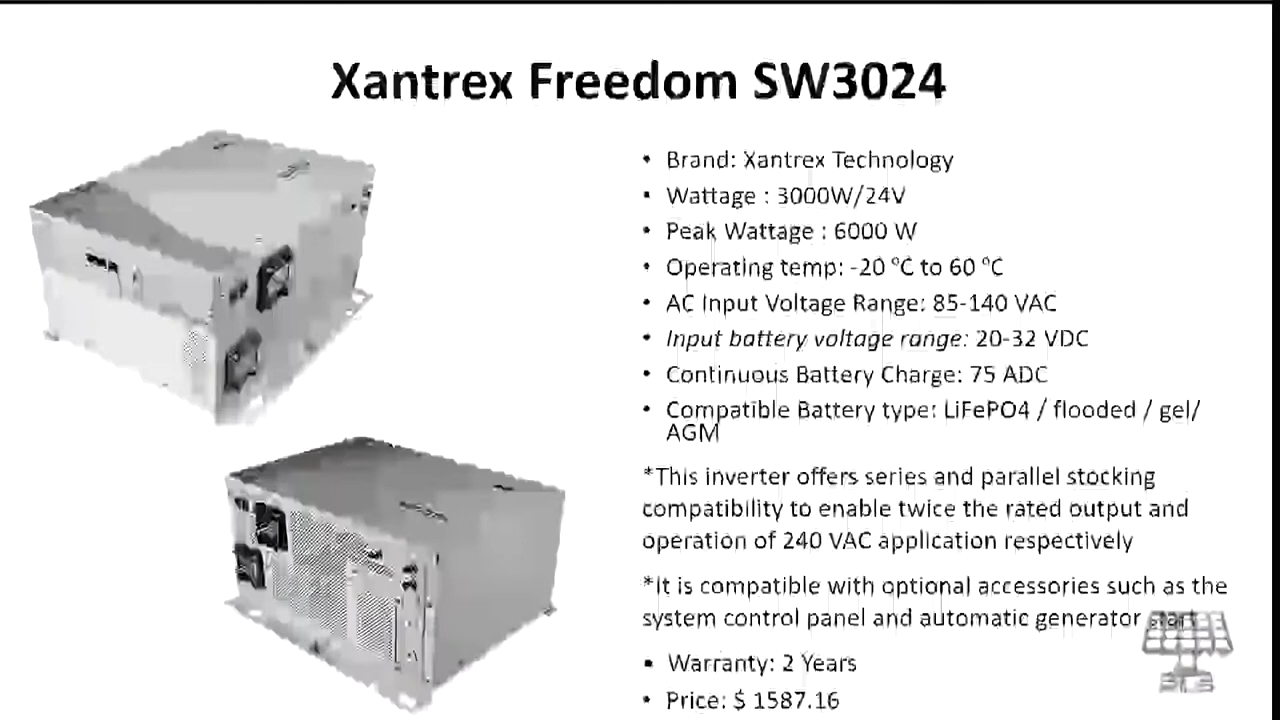 Xantrex Freedom SW3024
• Brand: Xantrex Technology
• Wattage : 3000W/24V
• Peak Wattage : 6000 W
• Operating temp: -20 °C to 60 °C
• AC Input Voltage Range: 85-140 VAC
• Input battery voltage range: 20-32 VDC
• Continuous Battery Charge: 75 ADC
• Compatible Battery type: LiFePO4 / flooded / gel/
AGM
*This inverter offers series and parallel stocking
compatibility to enable twice the rated output and
operation of 240 VAC application respectively
*It is compatible with optional accessories such as the
system control panel and automatic generator start
▪ Warranty: 2 Years
• Price: $ 1587.16